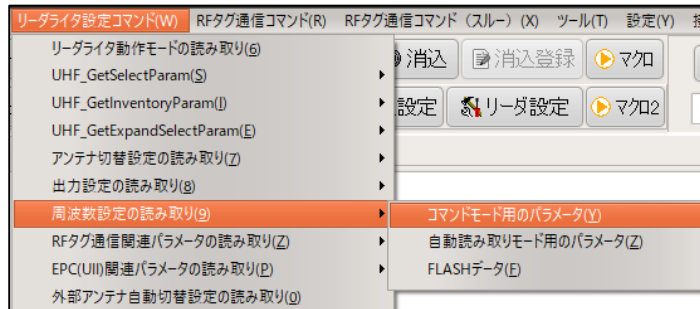 リーダライタ設定コマンド(W) RFタグ通信コマンド(R) RFタグ通信コマンド（スルー）(X) ツール(T) 設定(Y)
リーダライタ動作モードの読み取り(6)
消込 消込登録 マクロ
UHF_GetSelectParam(S)
UHF_GetInventoryParam(I)
設定 リーダ設定 マクロ2
UHF_GetExpandSelectParam(E)
アンテナ切替設定の読み取り(7)
出力設定の読み取り(8)
周波数設定の読み取り(9) コマンドモード用のパラメータ(Y)
RFタグ通信関連パラメータの読み取り(Z) 自動読み取りモード用のパラメータ(Z)
EPC(UII)関連パラメータの読み取り(P) FLASHデータ(F)
外部アンテナ自動切替設定の読み取り(0)